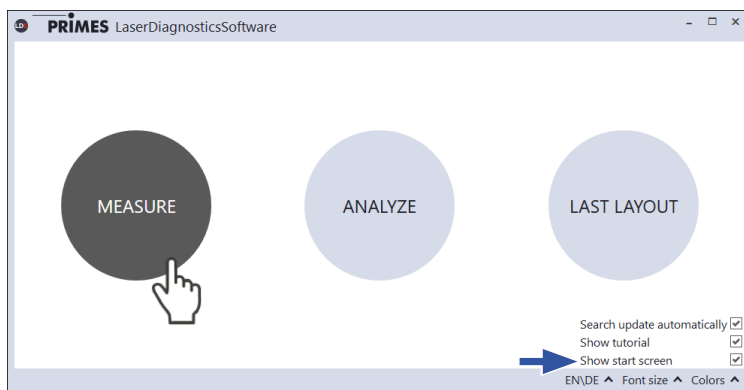 LD PRIMES LaserDiagnosticsSoftware
MEASURE
ANALYZE
LAST LAYOUT
Search update automatically
Show tutorial
Show start screen
EN\DE Font size Colors